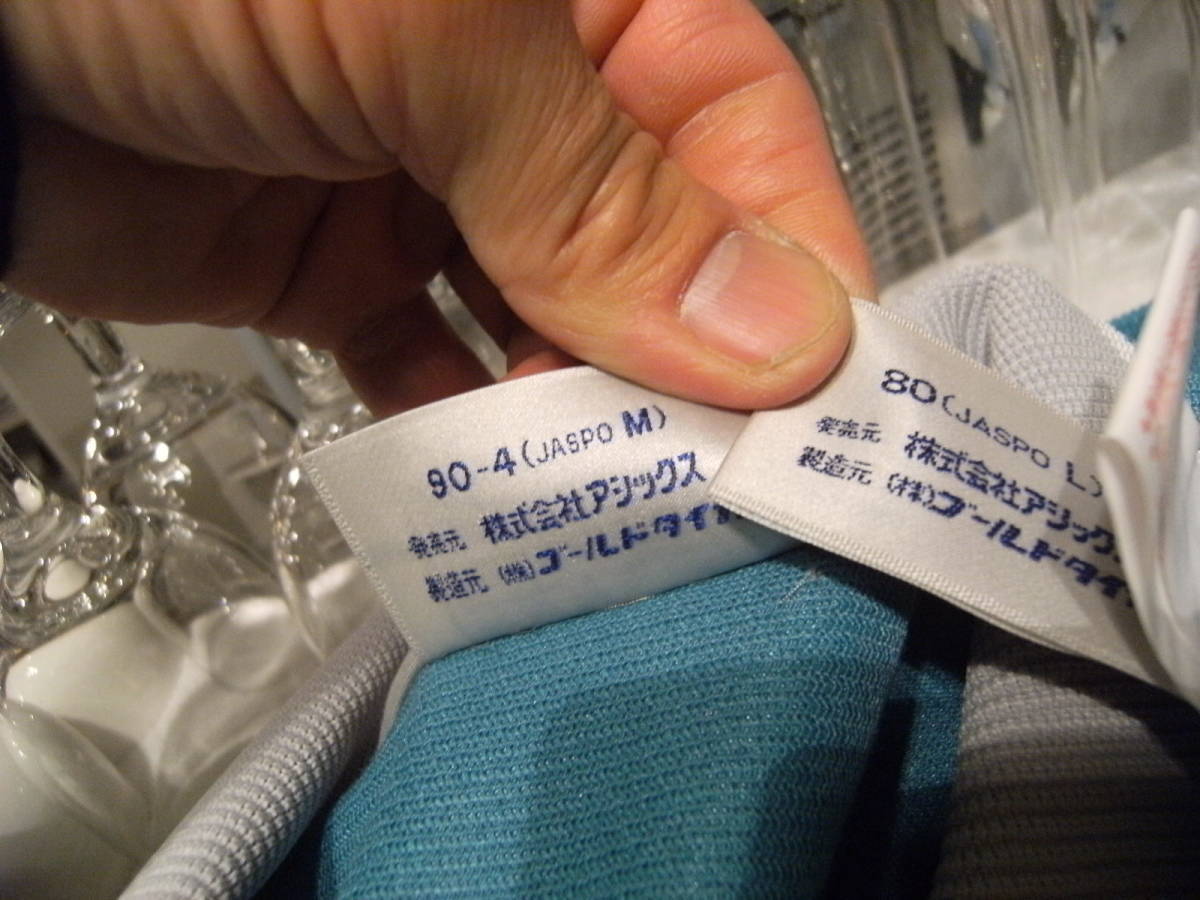 90-4(JASPO M)
発売元 株式会社アシックス
製造元 (株)ゴールドタイ
80(JASPO L)
発売元 株式会社アシック
製造元 (株)ゴールドタイ